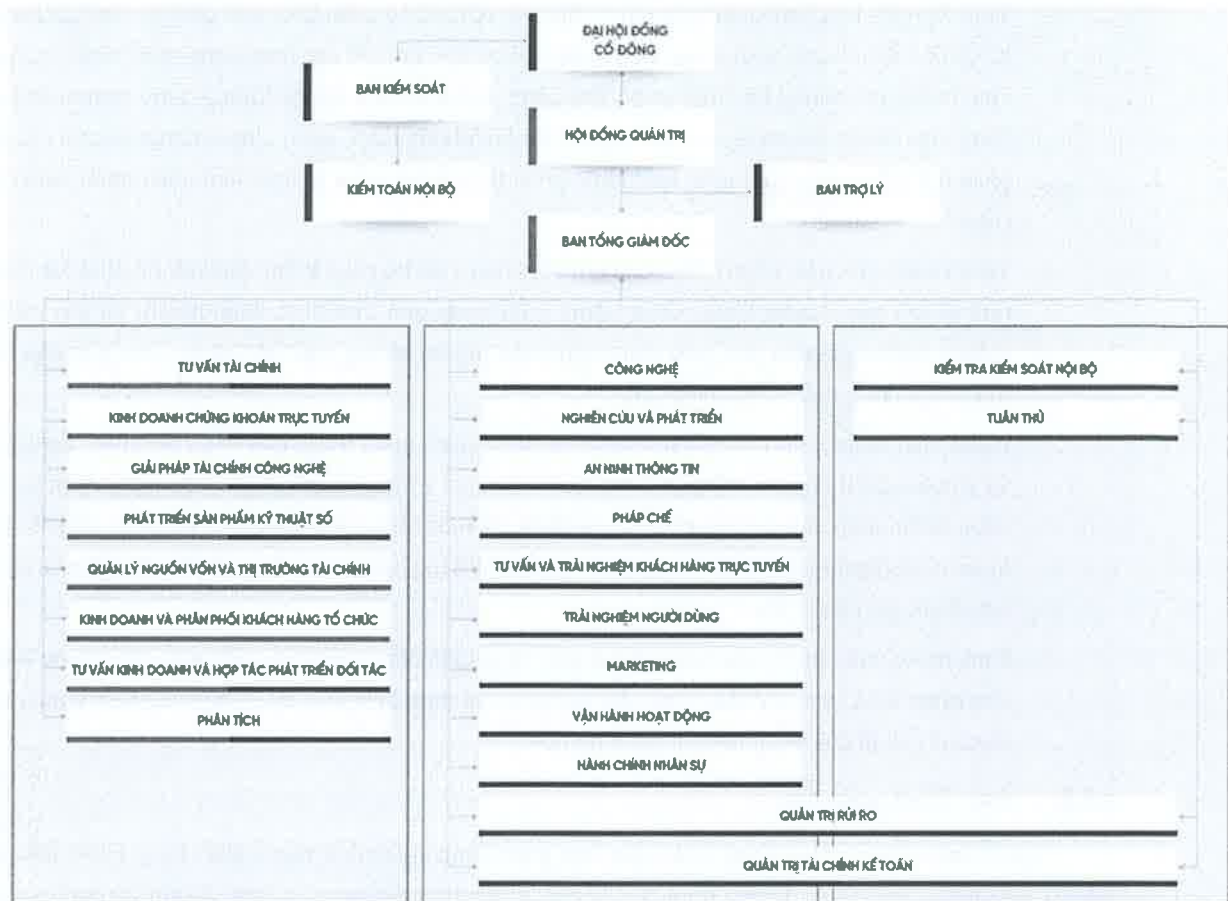 ĐẠI HỘI ĐỒNG
CỔ ĐÔNG
BAN KIỂM SOÁT
HỘI ĐỒNG QUẢN TRỊ
KIỂM TOÁN NỘI BỘ
BAN TRỢ LÝ
BAN TỔNG GIÁM ĐỐC
TƯ VẤN TÀI CHÍNH
KINH DOANH CHỨNG KHOÁN TRỰC TUYẾN
GIẢI PHÁP TÀI CHÍNH CÔNG NGHỆ
PHÁT TRIỂN SẢN PHẨM KỸ THUẬT SỐ
QUẢN LÝ NGUỒN VỐN VÀ THỊ TRƯỜNG TÀI CHÍNH
KINH DOANH VÀ PHÂN PHỐI KHÁCH HÀNG TỔ CHỨC
TƯ VẤN KINH DOANH VÀ HỢP TÁC PHÁT TRIỂN ĐỐI TÁC
PHÂN TÍCH
CÔNG NGHỆ
NGHIÊN CỨU VÀ PHÁT TRIỂN
AN NINH THÔNG TIN
PHÁP CHẾ
TƯ VẤN VÀ TRẢI NGHIỆM KHÁCH HÀNG TRỰC TUYẾN
TRẢI NGHIỆM NGƯỜI DÙNG
MARKETING
VẬN HÀNH HOẠT ĐỘNG
HÀNH CHÍNH NHÂN SỰ
KIỂM TRA KIỂM SOÁT NỘI BỘ
TUÂN THỦ
QUẢN TRỊ RỦI RO
QUẢN TRỊ TÀI CHÍNH KẾ TOÁN